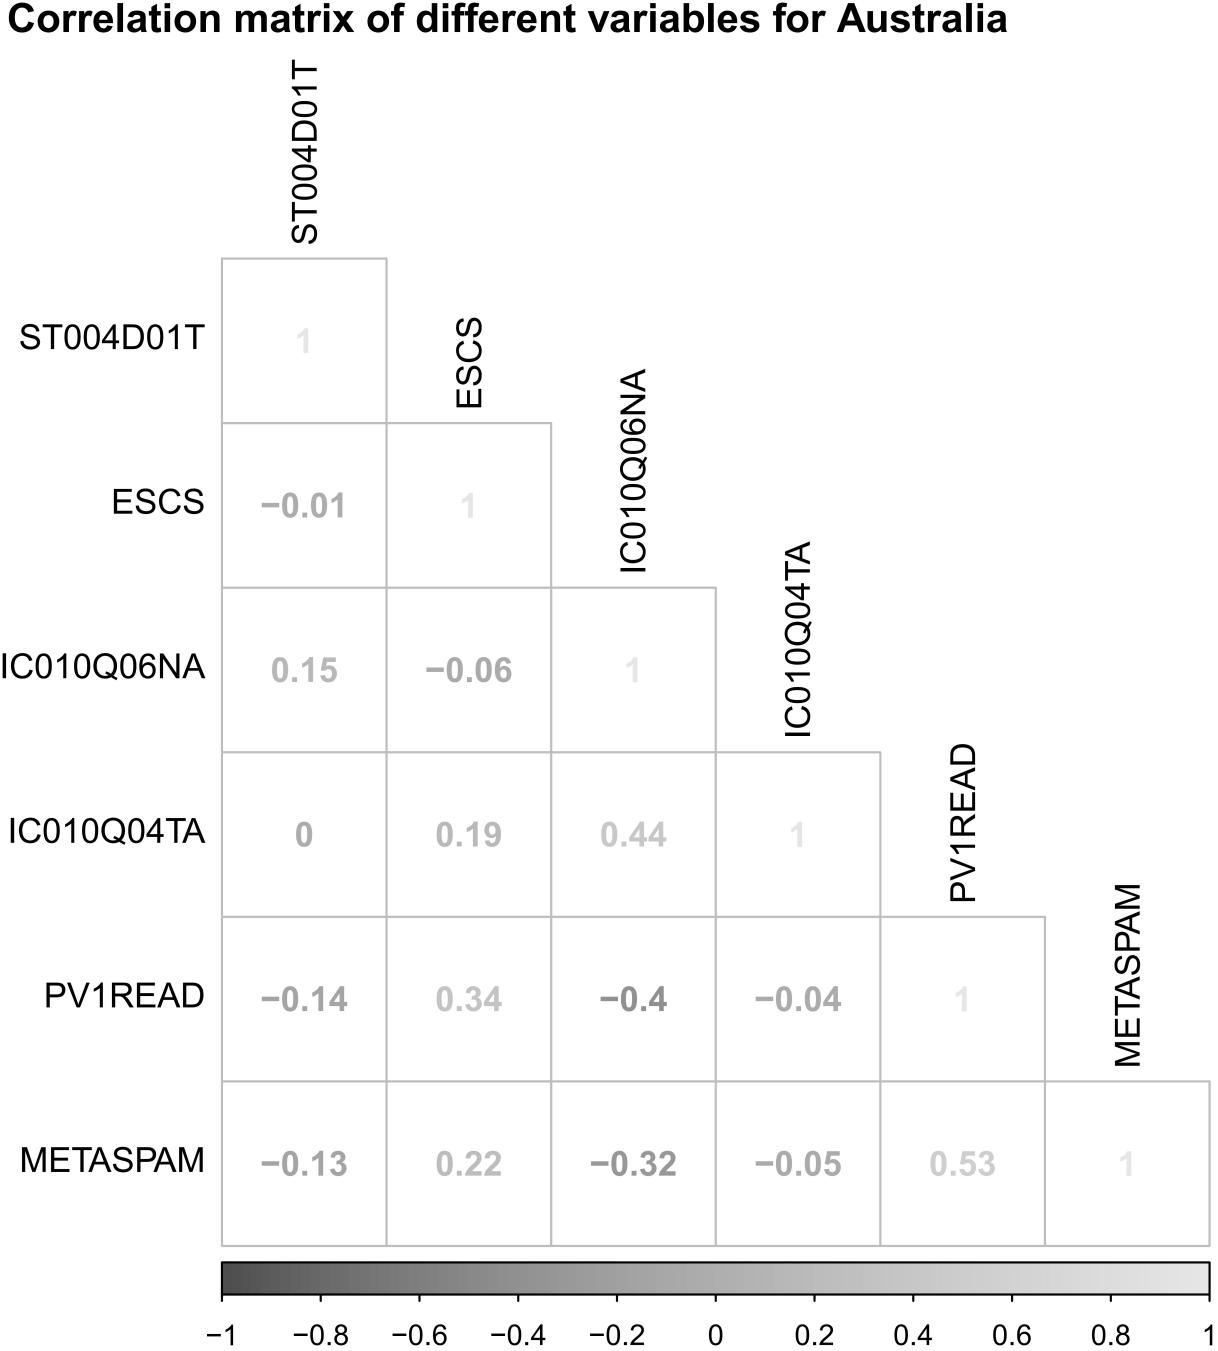 Correlation matrix of different variables for Australia
ST004D01T
ST004D01T 1
ESCS
ESCS −0.01 1
IC010Q06NA
IC010Q06NA 0.15 −0.06 1
IC010Q04TA
IC010Q04TA 0 0.19 0.44 1
PV1READ
PV1READ −0.14 0.34 −0.4 −0.04 1
METASPAM
METASPAM −0.13 0.22 −0.32 −0.05 0.53 1
−1 −0.8 −0.6 −0.4 −0.2 0 0.2 0.4 0.6 0.8 1